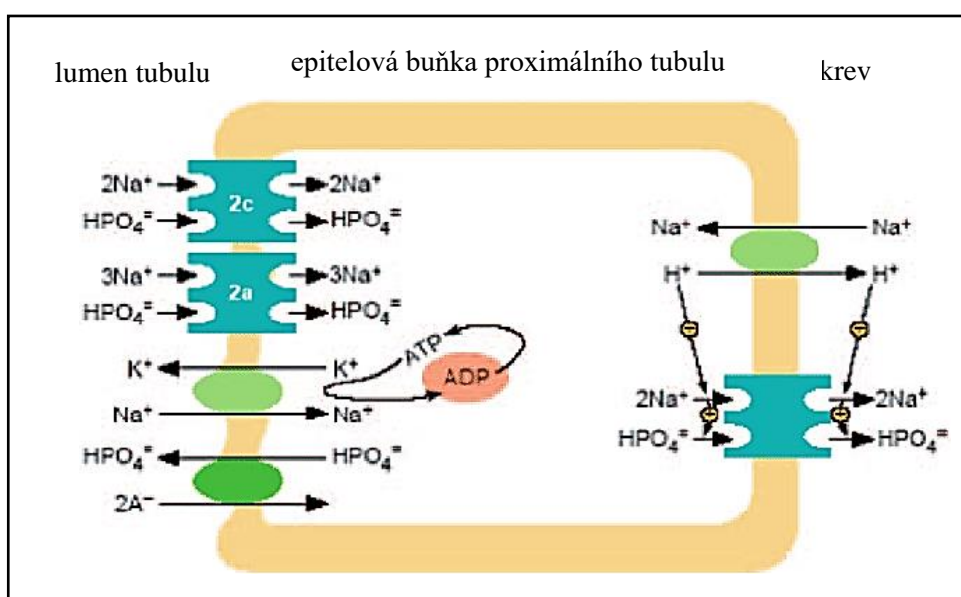 lumen tubulu
epitelová buňka proximálního tubulu
krev
2Na⁺ 2Na⁺
2c
HPO₄⁼ HPO₄⁼
3Na⁺ 3Na⁺
2a
HPO₄⁼ HPO₄⁼
K⁺ K⁺
ATP
ADP
Na⁺ Na⁺
HPO₄⁼ HPO₄⁼
2A⁻
Na⁺ Na⁺
H⁺ H⁺
2Na⁺ 2Na⁺
HPO₄⁼ HPO₄⁼